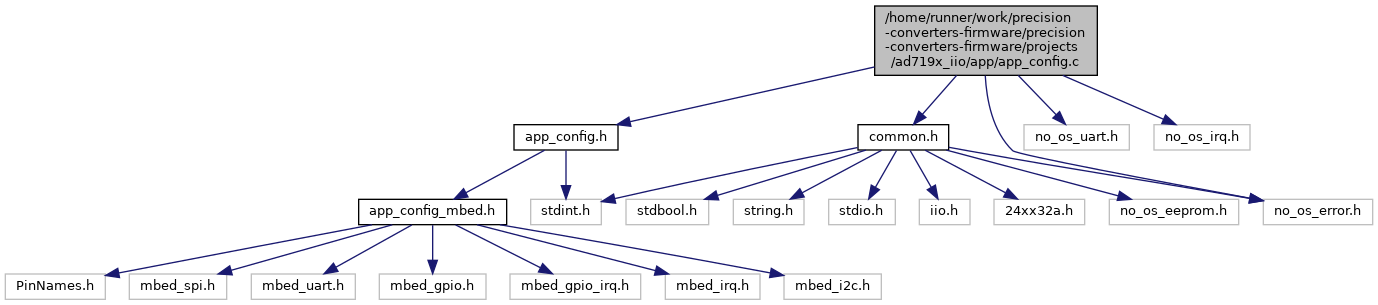 /home/runner/work/precision
-converters-firmware/precision
-converters-firmware/projects
/ad719x_iio/app/app_config.c
app_config.h
common.h
no_os_uart.h
no_os_irq.h
app_config_mbed.h
stdint.h
stdbool.h
string.h
stdio.h
iio.h
24xx32a.h
no_os_eeprom.h
no_os_error.h
PinNames.h
mbed_spi.h
mbed_uart.h
mbed_gpio.h
mbed_gpio_irq.h
mbed_irq.h
mbed_i2c.h